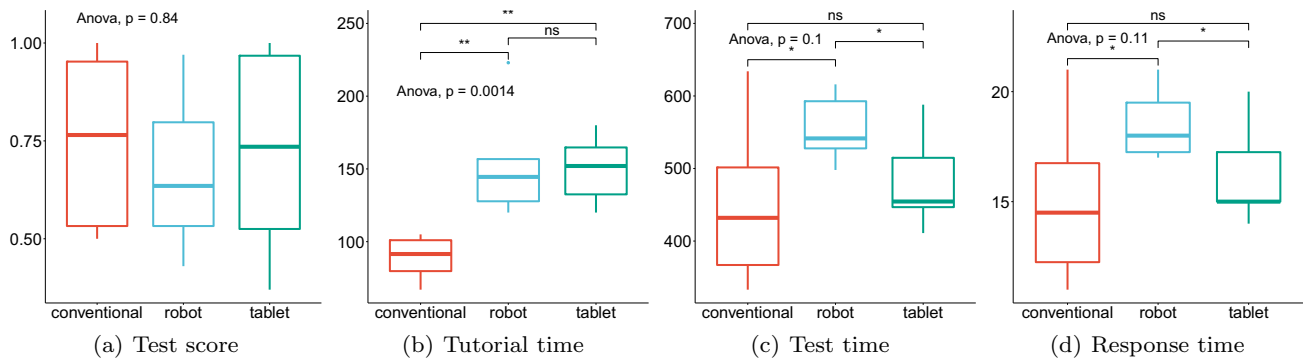 Anova, p = 0.84
1.00
0.75
0.50
conventional robot tablet
(a) Test score
250
200
150
100
**
**
ns
Anova, p = 0.0014
conventional robot tablet
(b) Tutorial time
700
600
500
400
ns
Anova, p = 0.1
*
*
conventional robot tablet
(c) Test time
20
15
ns
Anova, p = 0.11
*
*
conventional robot tablet
(d) Response time